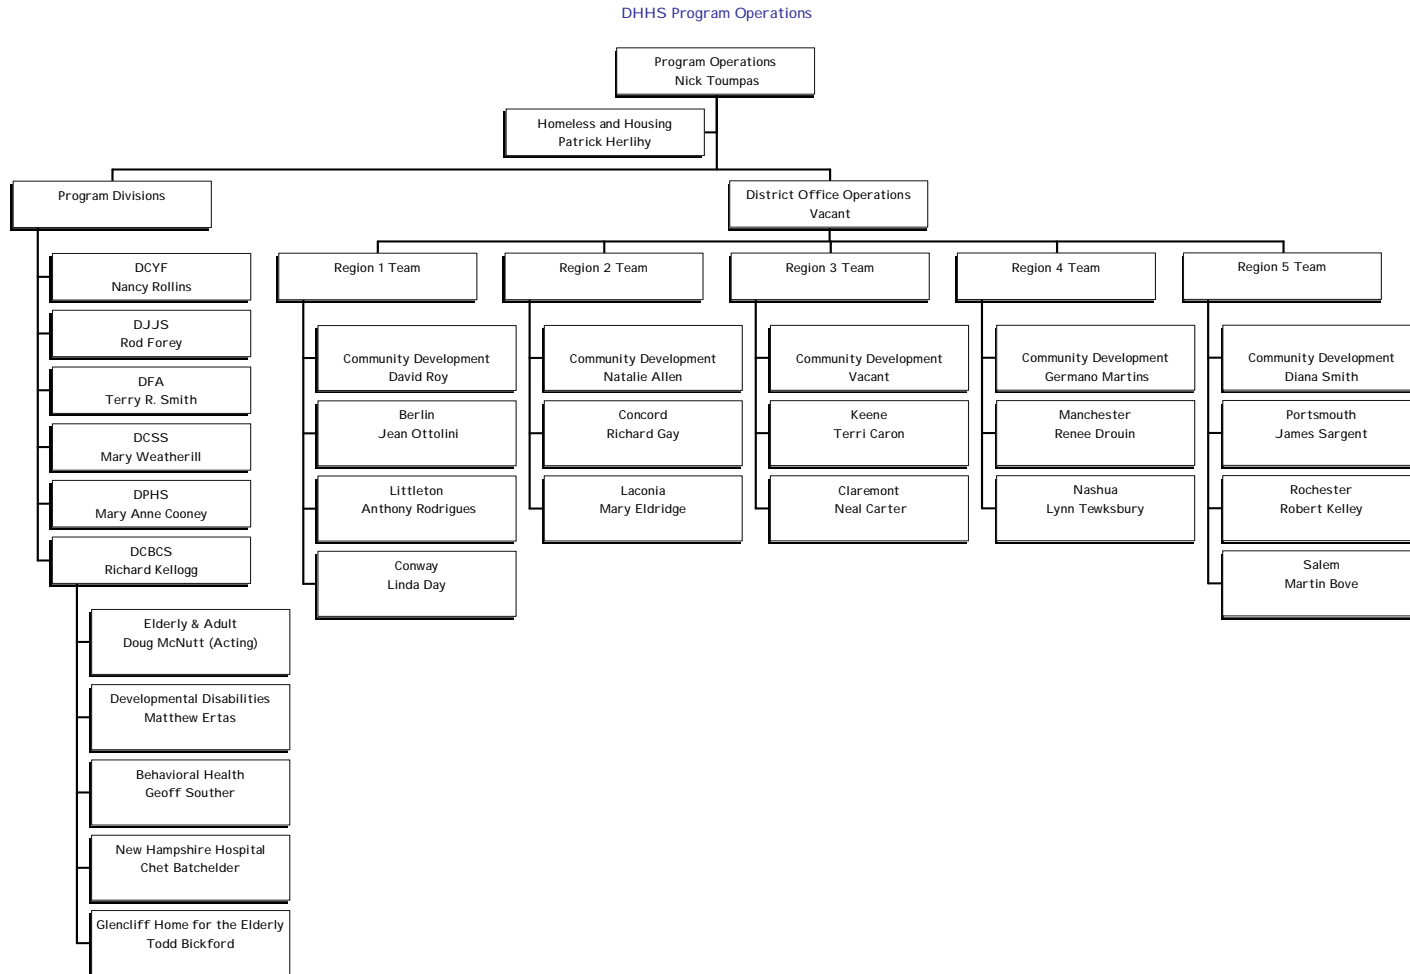 DHHS Program Operations
Program Operations
Nick Toumpas
Homeless and Housing
Patrick Herlihy
Program Divisions
District Office Operations
Vacant
DCYF
Nancy Rollins
DJJS
Rod Forey
DFA
Terry R. Smith
DCSS
Mary Weatherill
DPHS
Mary Anne Cooney
DCBCS
Richard Kellogg
Elderly & Adult
Doug McNutt (Acting)
Developmental Disabilities
Matthew Ertas
Behavioral Health
Geoff Souther
New Hampshire Hospital
Chet Batchelder
Glencliff Home for the Elderly
Todd Bickford
Region 1 Team
Community Development
David Roy
Berlin
Jean Ottolini
Littleton
Anthony Rodrigues
Conway
Linda Day
Region 2 Team
Community Development
Natalie Allen
Concord
Richard Gay
Laconia
Mary Eldridge
Region 3 Team
Community Development
Vacant
Keene
Terri Caron
Claremont
Neal Carter
Region 4 Team
Community Development
Germano Martins
Manchester
Renee Drouin
Nashua
Lynn Tewksbury
Region 5 Team
Community Development
Diana Smith
Portsmouth
James Sargent
Rochester
Robert Kelley
Salem
Martin Bove